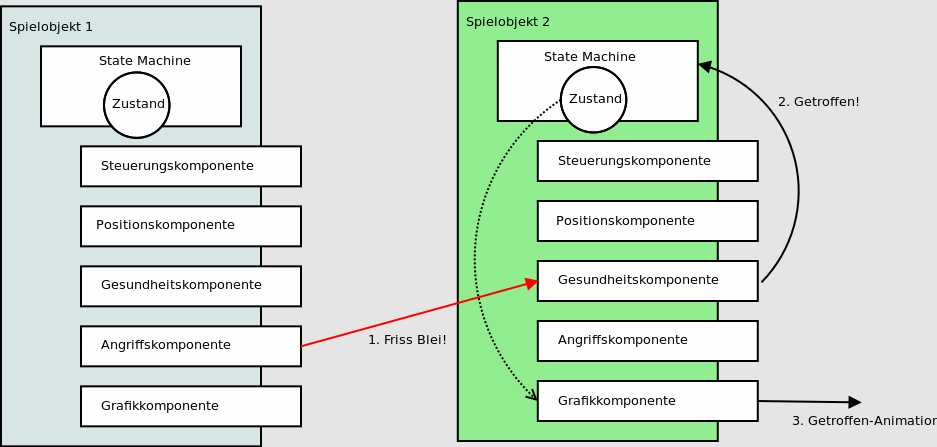 Spielobjekt 1
State Machine
Zustand
Steuerungskomponente
Positionskomponente
Gesundheitskomponente
Angriffskomponente
Grafikkomponente
1. Friss Blei!
Spielobjekt 2
State Machine
Zustand
Steuerungskomponente
Positionskomponente
Gesundheitskomponente
Angriffskomponente
Grafikkomponente
2. Getroffen!
3. Getroffen-Animation